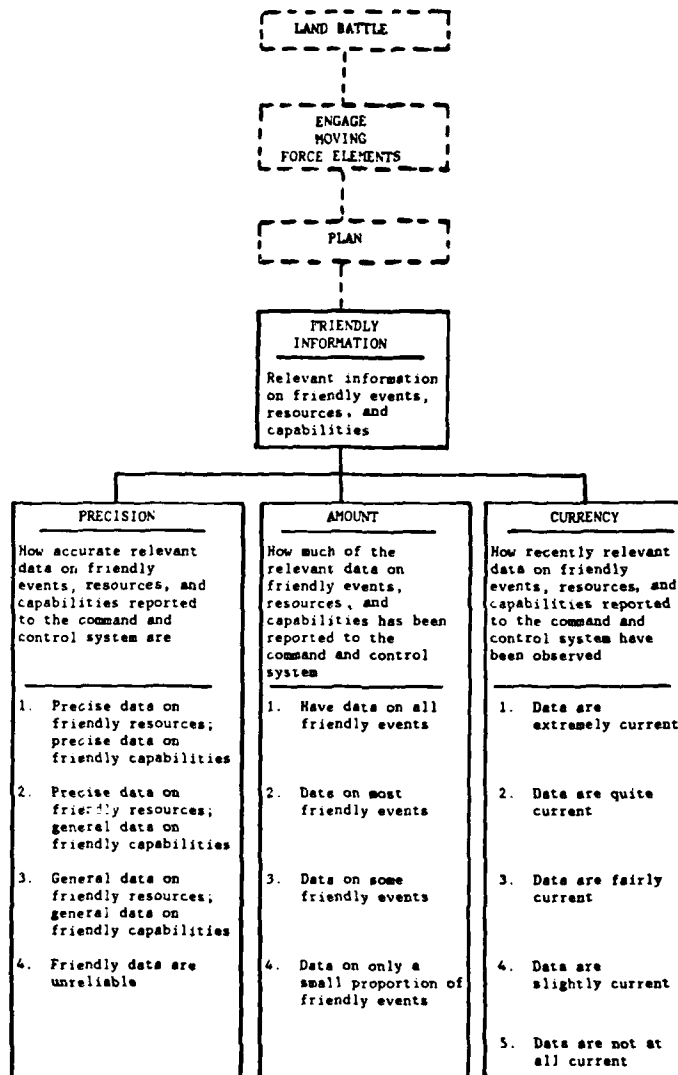 LAND BATTLE
ENGAGE
MOVING
FORCE ELEMENTS
PLAN
FRIENDLY
INFORMATION
Relevant information
on friendly events,
resources, and
capabilities
PRECISION
How accurate relevant
data on friendly
events, resources, and
capabilities reported
to the command and
control system are
1. Precise data on
friendly resources;
precise data on
friendly capabilities
2. Precise data on
friendly resources;
general data on
friendly capabilities
3. General data on
friendly resources;
general data on
friendly capabilities
4. Friendly data are
unreliable
AMOUNT
How much of the
relevant data on
friendly events,
resources, and
capabilities has been
reported to the
command and control
system
1. Have data on all
friendly events
2. Data on most
friendly events
3. Data on some
friendly events
4. Data on only a
small proportion of
friendly events
CURRENCY
How recently relevant
data on friendly
events, resources, and
capabilities reported
to the command and
control system have
been observed
1. Data are
extremely current
2. Data are quite
current
3. Data are fairly
current
4. Data are
slightly current
5. Data are not at
all current